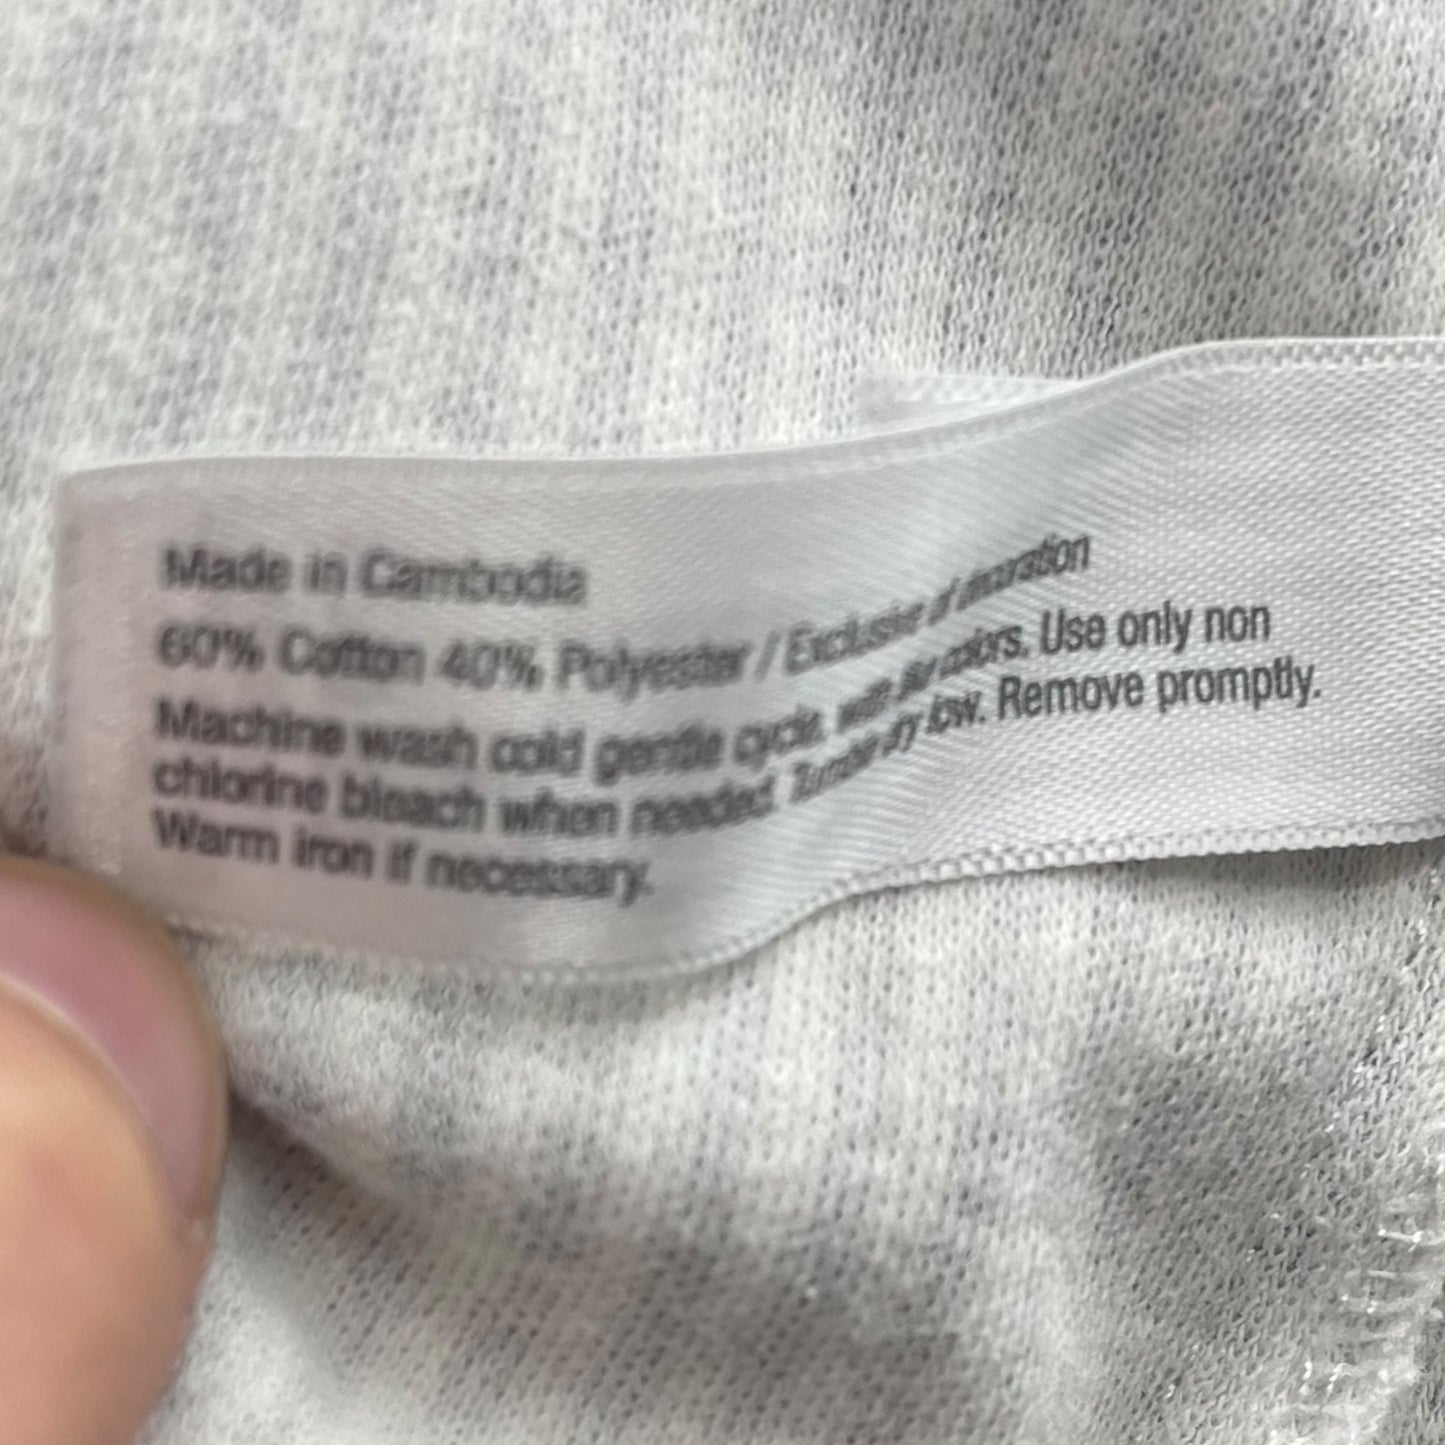 Made in Cambodia
60% Cotton 40% Polyester / Exclusive of decoration
Machine wash cold gentle cycle, with like colors. Use only non
chlorine bleach when needed. Tumble dry low. Remove promptly.
Warm iron if necessary.